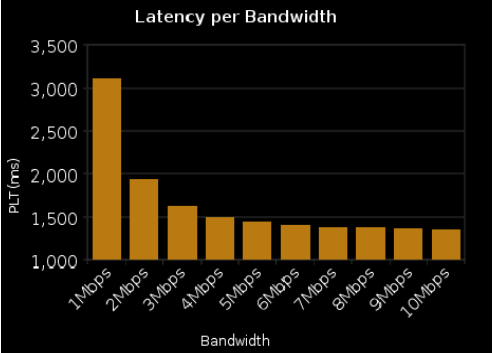 Latency per Bandwidth
3,500
3,000
2,500
2,000
1,500
1,000
PLT (ms)
1Mbps
2Mbps
3Mbps
4Mbps
5Mbps
6Mbps
7Mbps
8Mbps
9Mbps
10Mbps
Bandwidth